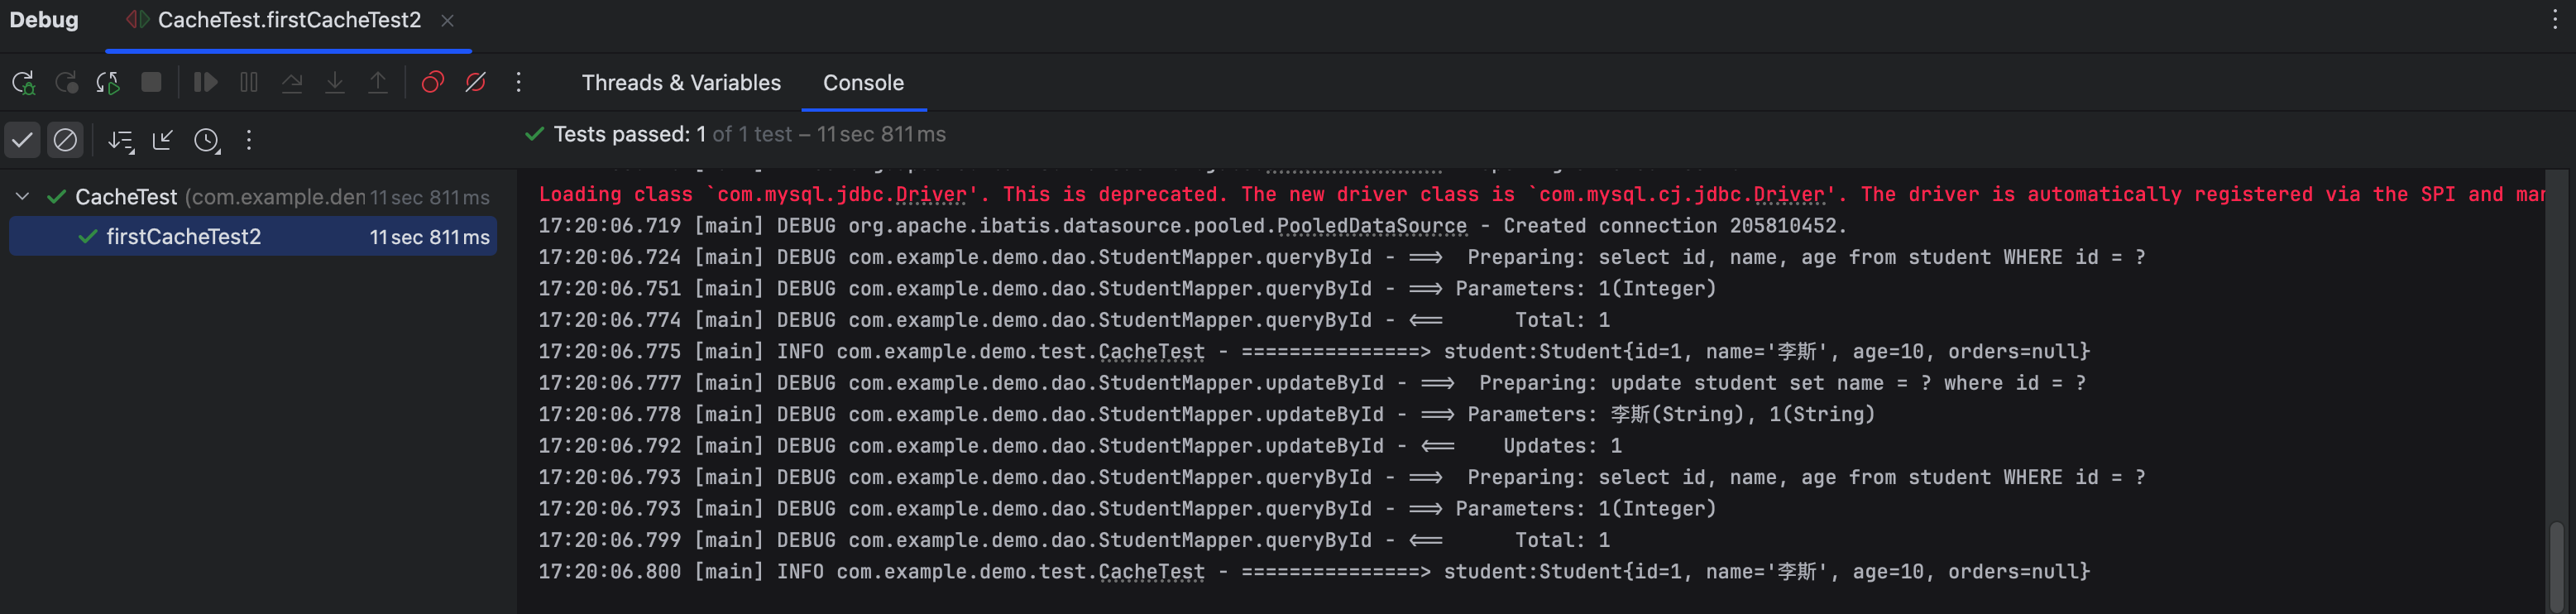 Debug CacheTest.firstCacheTest2
Threads & Variables Console
Tests passed: 1 of 1 test – 11 sec 811 ms
CacheTest (com.example.den 11 sec 811 ms
firstCacheTest2 11 sec 811 ms
Loading class `com.mysql.jdbc.Driver'. This is deprecated. The new driver class is `com.mysql.cj.jdbc.Driver'. The driver is automatically registered via the SPI and mar
17:20:06.719 [main] DEBUG org.apache.ibatis.datasource.pooled.PooledDataSource - Created connection 205810452.
17:20:06.724 [main] DEBUG com.example.demo.dao.StudentMapper.queryById - ==> Preparing: select id, name, age from student WHERE id = ?
17:20:06.751 [main] DEBUG com.example.demo.dao.StudentMapper.queryById - ==> Parameters: 1(Integer)
17:20:06.774 [main] DEBUG com.example.demo.dao.StudentMapper.queryById - <== Total: 1
17:20:06.775 [main] INFO com.example.demo.test.CacheTest - ===============> student:Student{id=1, name='李斯', age=10, orders=null}
17:20:06.777 [main] DEBUG com.example.demo.dao.StudentMapper.updateById - ==> Preparing: update student set name = ? where id = ?
17:20:06.778 [main] DEBUG com.example.demo.dao.StudentMapper.updateById - ==> Parameters: 李斯(String), 1(String)
17:20:06.792 [main] DEBUG com.example.demo.dao.StudentMapper.updateById - <== Updates: 1
17:20:06.793 [main] DEBUG com.example.demo.dao.StudentMapper.queryById - ==> Preparing: select id, name, age from student WHERE id = ?
17:20:06.793 [main] DEBUG com.example.demo.dao.StudentMapper.queryById - ==> Parameters: 1(Integer)
17:20:06.799 [main] DEBUG com.example.demo.dao.StudentMapper.queryById - <== Total: 1
17:20:06.800 [main] INFO com.example.demo.test.CacheTest - ===============> student:Student{id=1, name='李斯', age=10, orders=null}